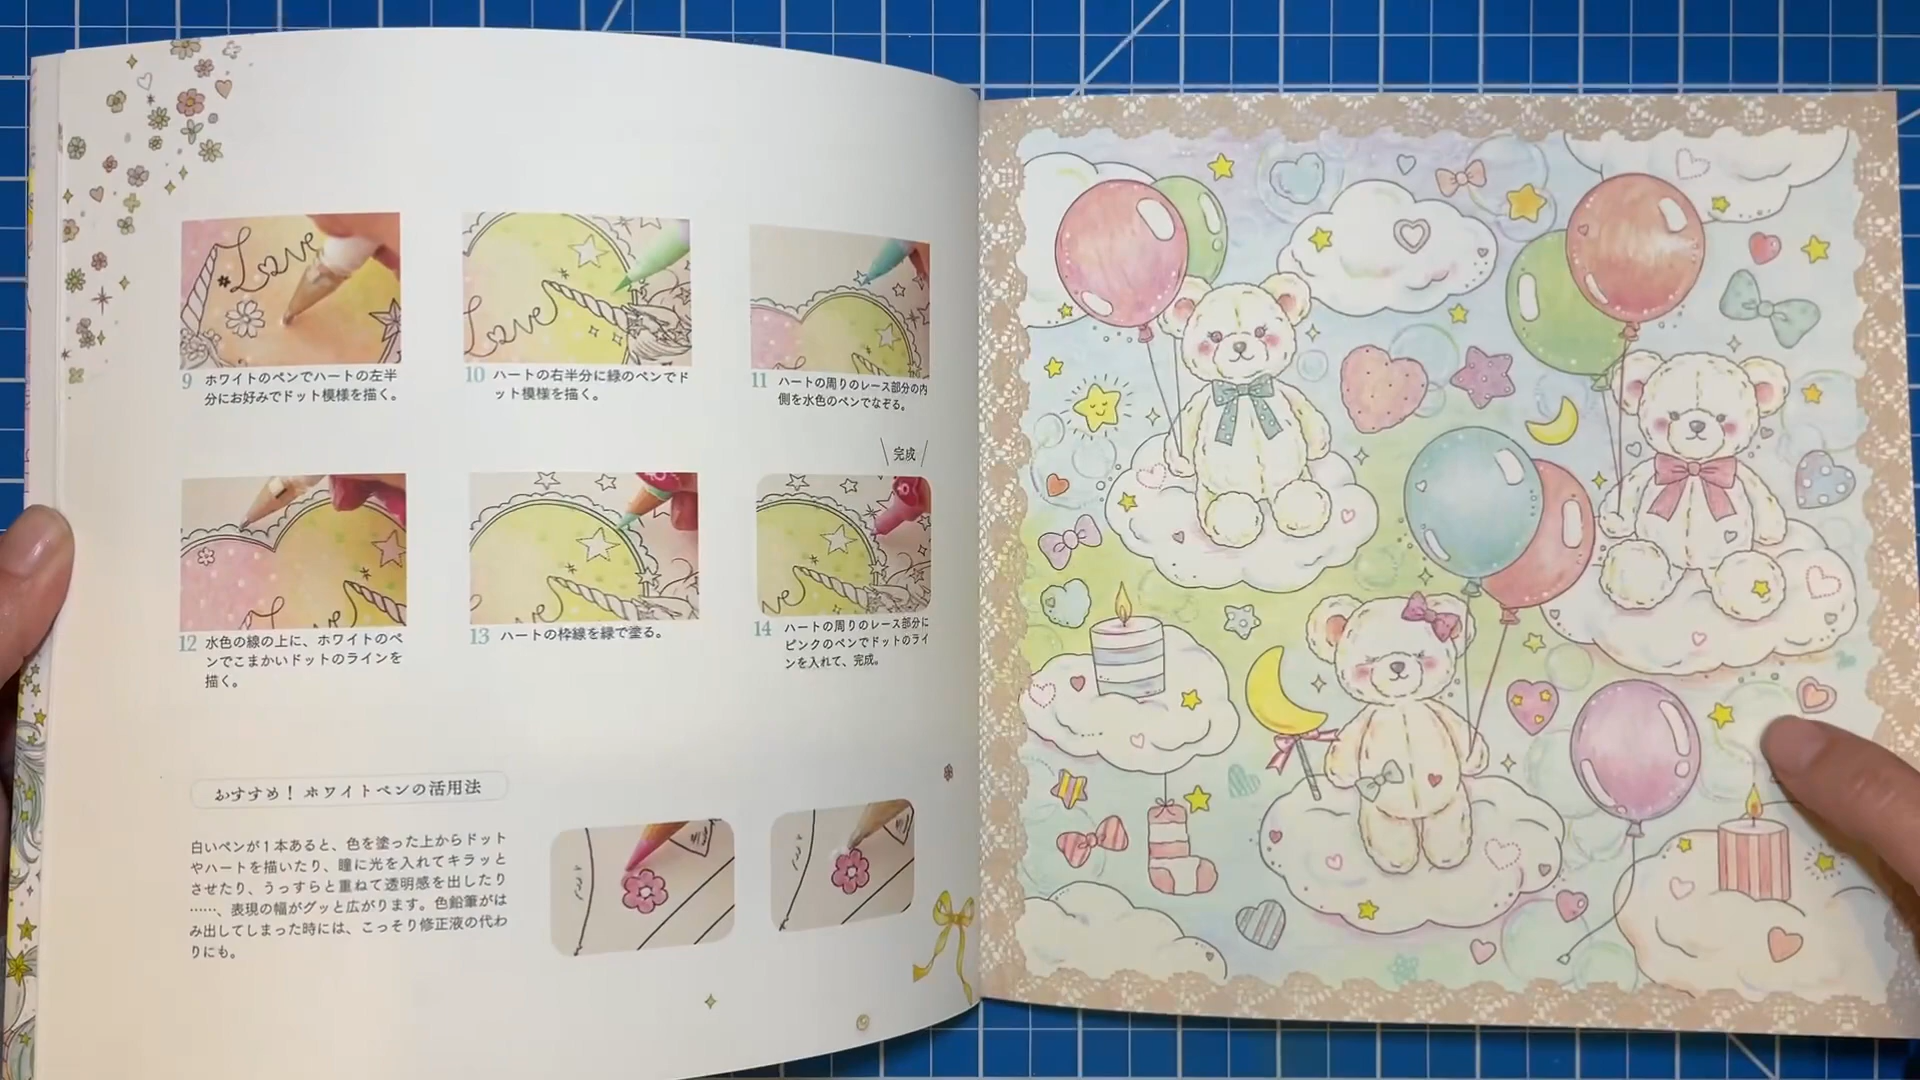 Love
Love
9 ホワイトのペンでハートの左半
分にお好みでドット模様を描く。
10 ハートの右半分に緑のペンでド
ット模様を描く。
11 ハートの周りのレース部分の内
側を水色のペンでなぞる。
完成
12 水色の線の上に、ホワイトのペ
ンでこまかいドットのラインを
描く。
13 ハートの枠線を緑で塗る。
14 ハートの周りのレース部分に
ピンクのペンでドットのライ
ンを入れて、完成。
おすすめ！ホワイトペンの活用法
白いペンが1本あると、色を塗った上からドット
やハートを描いたり、瞳に光を入れてキラッと
させたり、うっすらと重ねて透明感を出したり
……、表現の幅がグッと広がります。色鉛筆がは
み出してしまった時には、こっそり修正液の代わ
りにも。